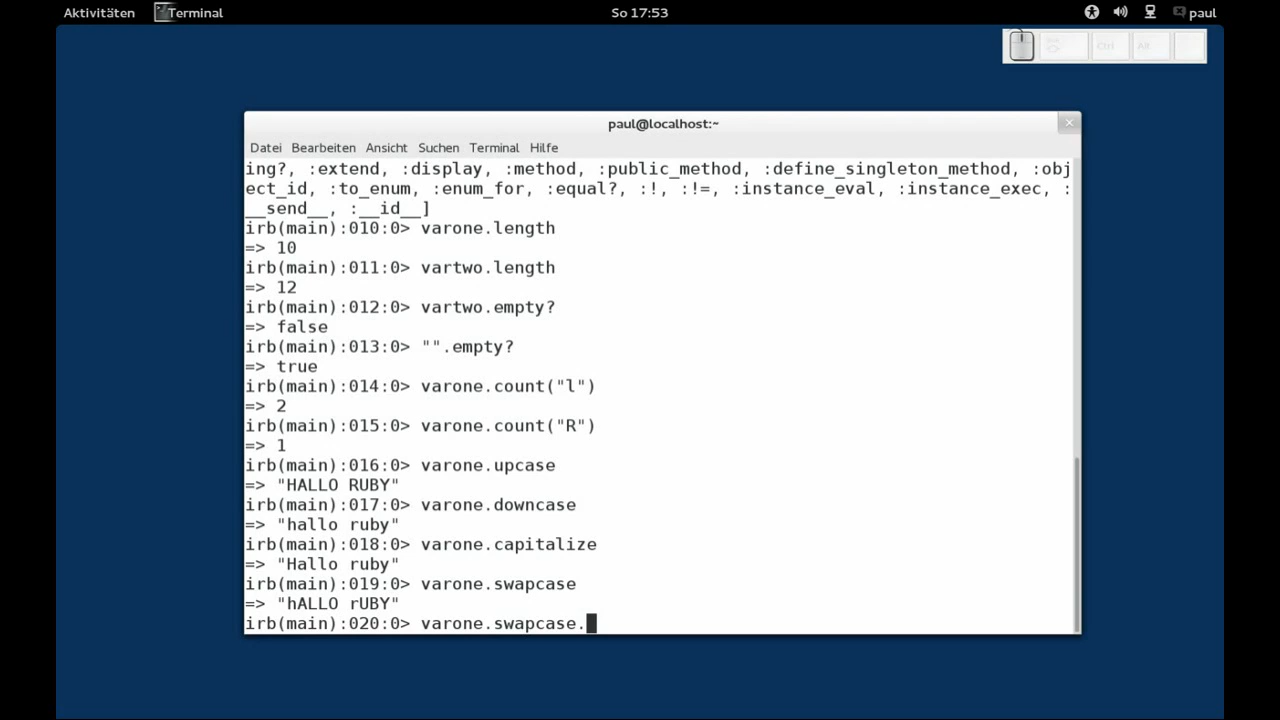 Aktivitäten Terminal So 17:53 paul
paul@localhost:~
Datei Bearbeiten Ansicht Suchen Terminal Hilfe
ing?, :extend, :display, :method, :public_method, :define_singleton_method, :obj
ect_id, :to_enum, :enum_for, :equal?, :!, :!=, :instance_eval, :instance_exec, :
__send__, :__id__]
irb(main):010:0> varone.length
=> 10
irb(main):011:0> vartwo.length
=> 12
irb(main):012:0> vartwo.empty?
=> false
irb(main):013:0> "".empty?
=> true
irb(main):014:0> varone.count("l")
=> 2
irb(main):015:0> varone.count("R")
=> 1
irb(main):016:0> varone.upcase
=> "HALLO RUBY"
irb(main):017:0> varone.downcase
=> "hallo ruby"
irb(main):018:0> varone.capitalize
=> "Hallo ruby"
irb(main):019:0> varone.swapcase
=> "hALLO rUBY"
irb(main):020:0> varone.swapcase.